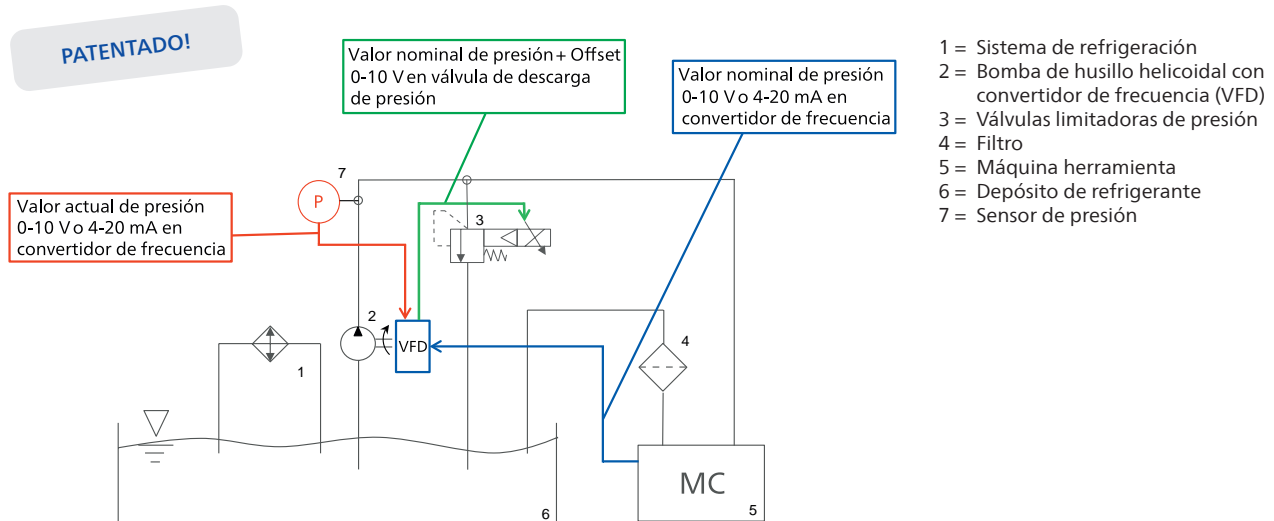 PATENTADO!
Valor nominal de presión + Offset
0-10 V en válvula de descarga
de presión
Valor nominal de presión
0-10 V o 4-20 mA en
convertidor de frecuencia
1 = Sistema de refrigeración
2 = Bomba de husillo helicoidal con
convertidor de frecuencia (VFD)
3 = Válvulas limitadoras de presión
4 = Filtro
5 = Máquina herramienta
6 = Depósito de refrigerante
7 = Sensor de presión
7
P
Valor actual de presión
0-10 V o 4-20 mA en
convertidor de frecuencia
3
2
VFD
1
4
MC
5
6